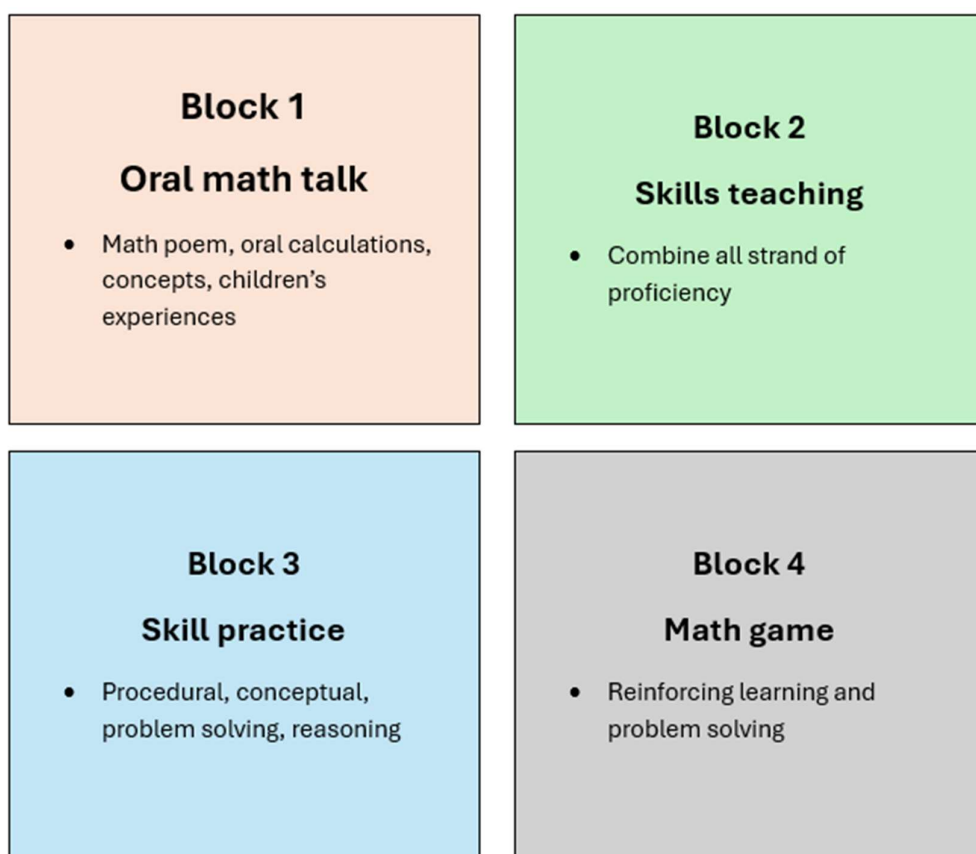 Block 1
Oral math talk
• Math poem, oral calculations,
concepts, children’s
experiences
Block 2
Skills teaching
• Combine all strand of
proficiency
Block 3
Skill practice
• Procedural, conceptual,
problem solving, reasoning
Block 4
Math game
• Reinforcing learning and
problem solving